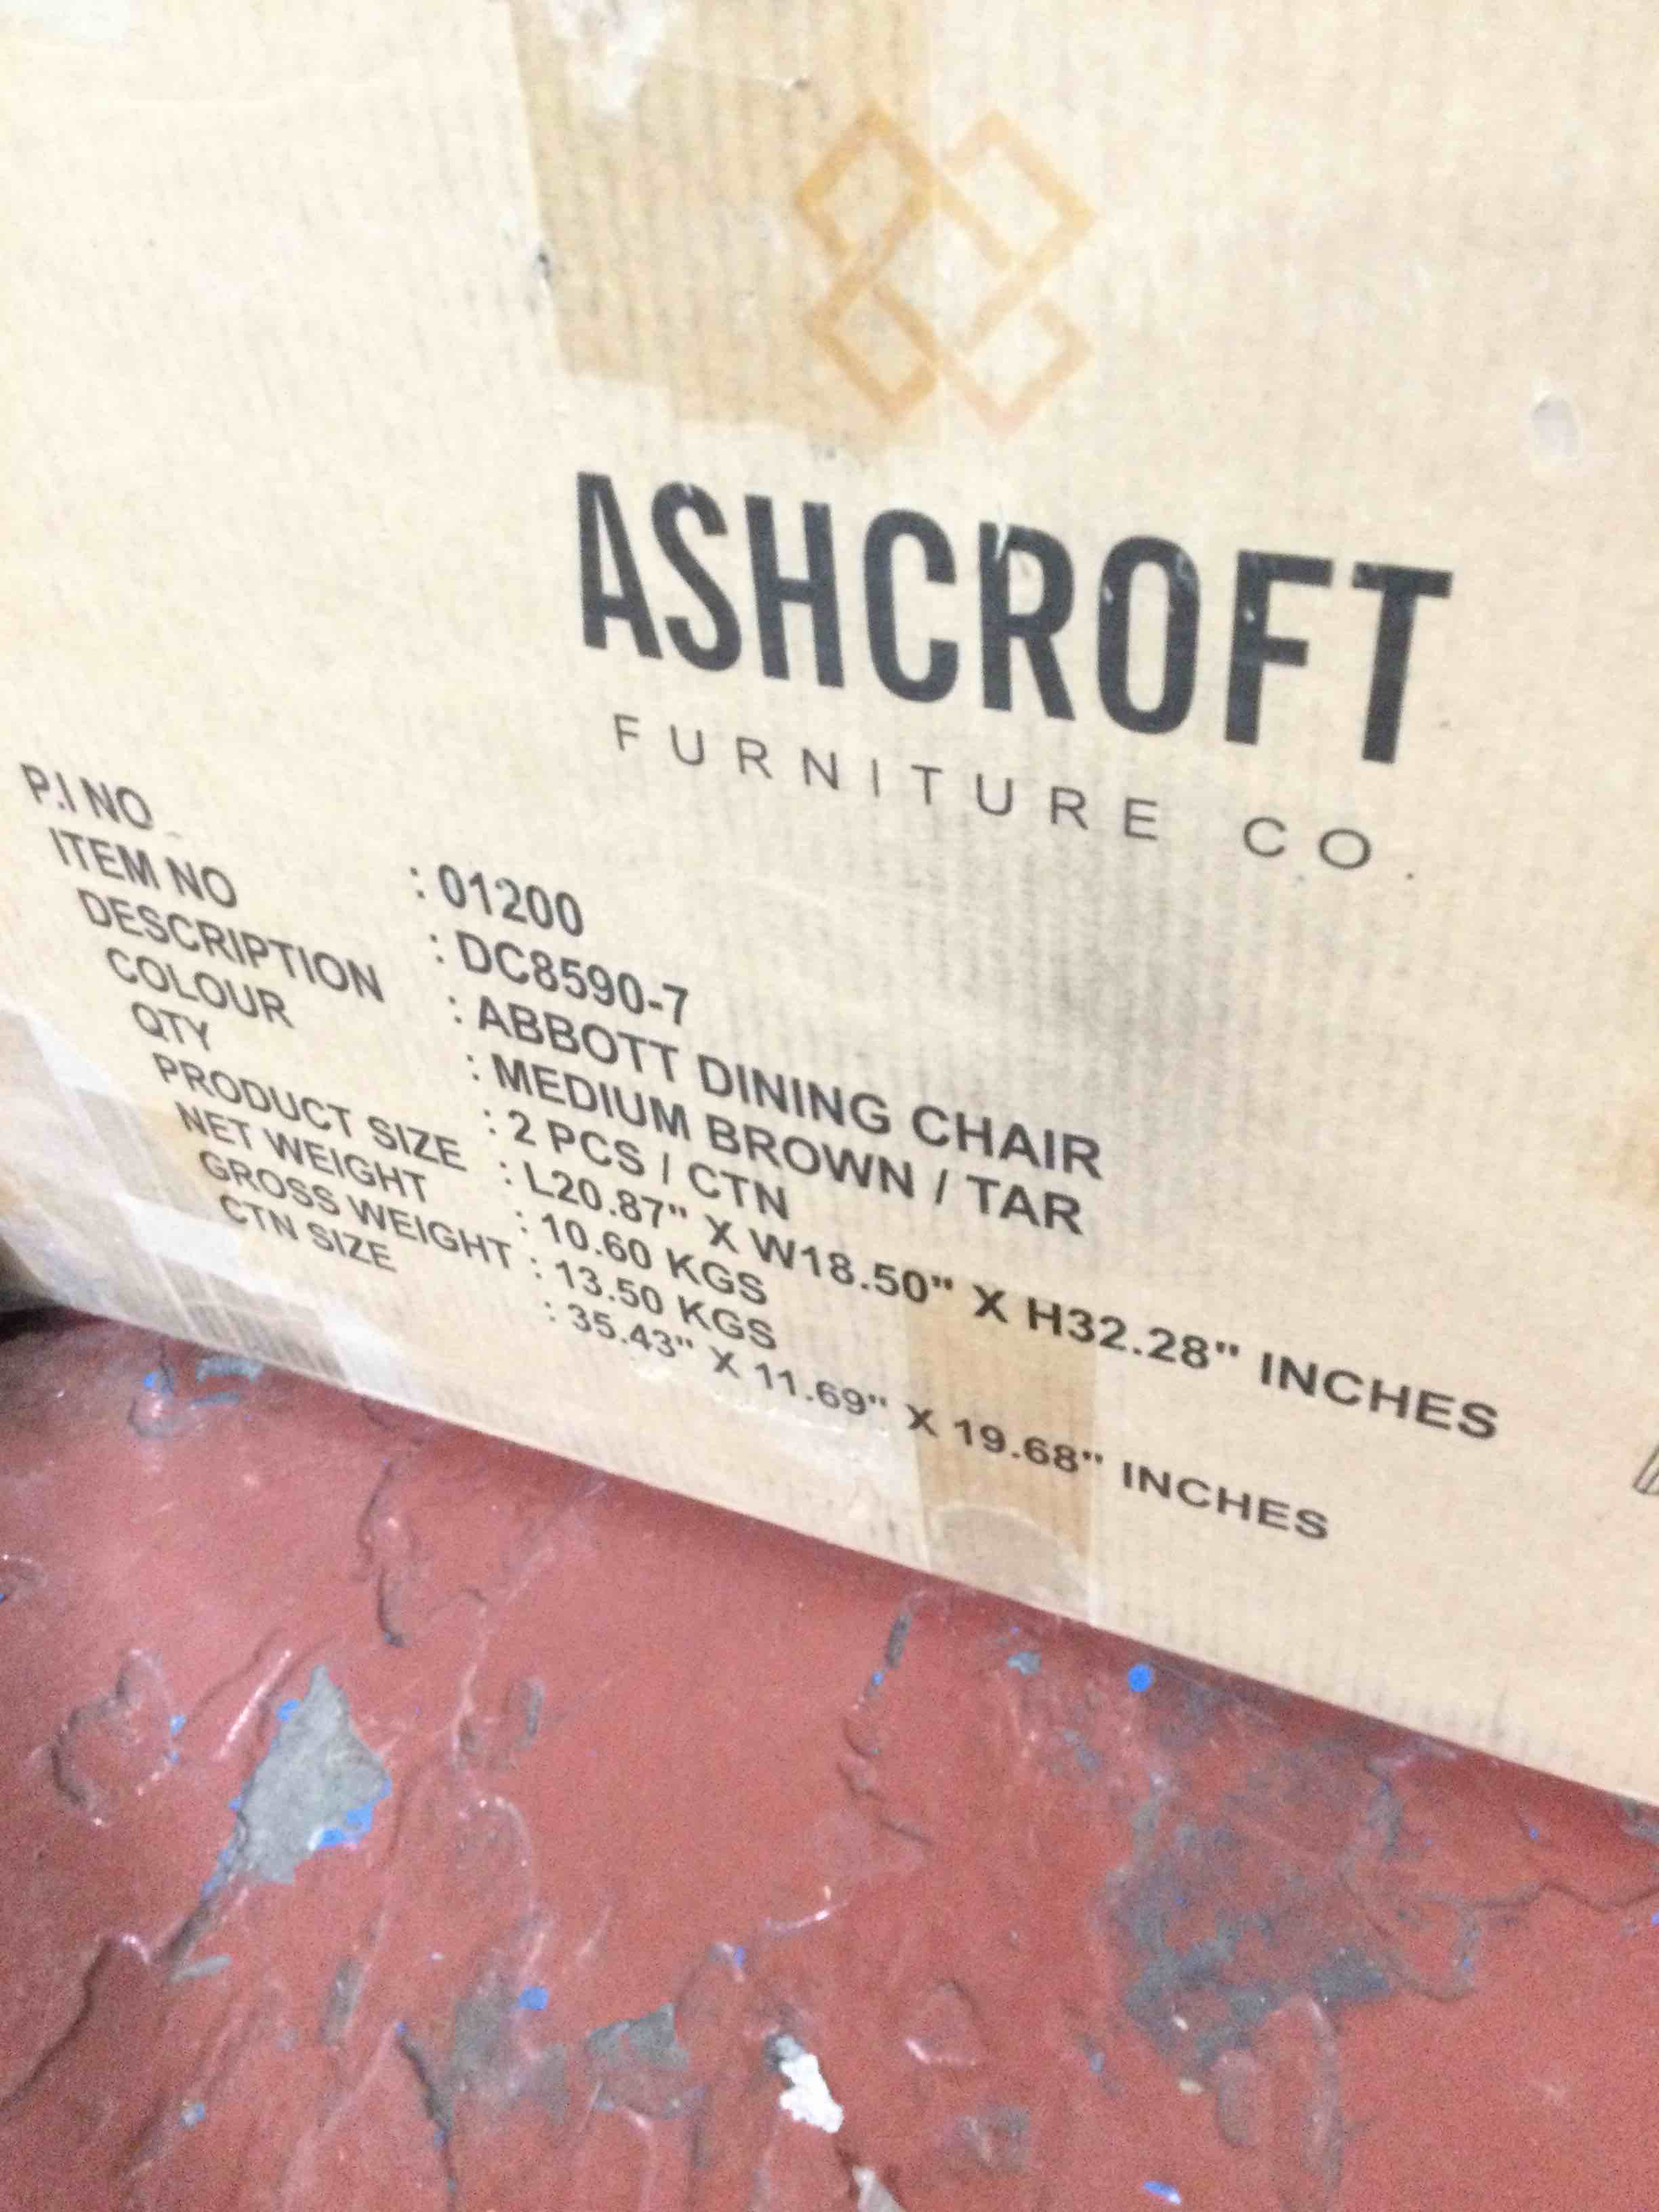 ASHCROFT
FURNITURE CO.
P.I NO : 01200
ITEM NO : DC8590-7
DESCRIPTION : ABBOTT DINING CHAIR
COLOUR : MEDIUM BROWN / TAR
QTY : 2 PCS / CTN
PRODUCT SIZE : L20.87" X W18.50" X H32.28" INCHES
NET WEIGHT : 10.60 KGS
GROSS WEIGHT : 13.50 KGS
CTN SIZE : 35.43" X 11.69" X 19.68" INCHES